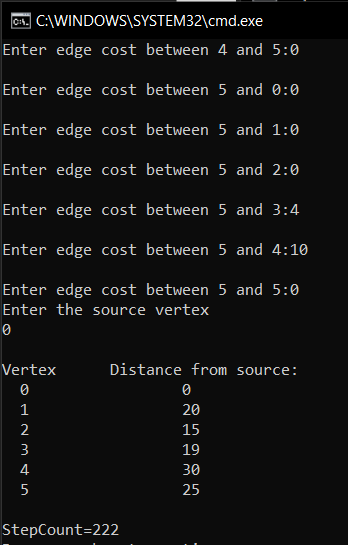 C:\WINDOWS\SYSTEM32\cmd.exe
Enter edge cost between 4 and 5:0
Enter edge cost between 5 and 0:0
Enter edge cost between 5 and 1:0
Enter edge cost between 5 and 2:0
Enter edge cost between 5 and 3:4
Enter edge cost between 5 and 4:10
Enter edge cost between 5 and 5:0
Enter the source vertex
0
Vertex Distance from source:
0 0
1 20
2 15
3 19
4 30
5 25
StepCount=222